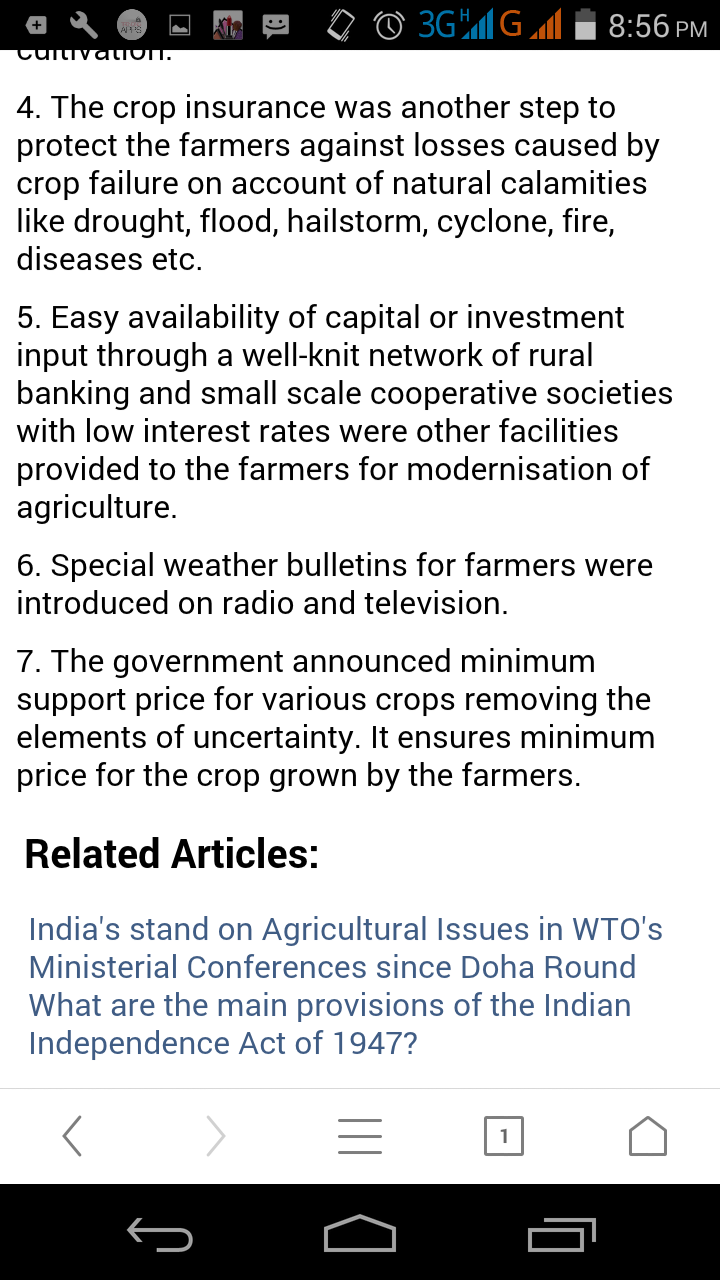 3G H G 8:56 PM
cultivation.
4. The crop insurance was another step to
protect the farmers against losses caused by
crop failure on account of natural calamities
like drought, flood, hailstorm, cyclone, fire,
diseases etc.
5. Easy availability of capital or investment
input through a well-knit network of rural
banking and small scale cooperative societies
with low interest rates were other facilities
provided to the farmers for modernisation of
agriculture.
6. Special weather bulletins for farmers were
introduced on radio and television.
7. The government announced minimum
support price for various crops removing the
elements of uncertainty. It ensures minimum
price for the crop grown by the farmers.
Related Articles:
India's stand on Agricultural Issues in WTO's
Ministerial Conferences since Doha Round
What are the main provisions of the Indian
Independence Act of 1947?
1